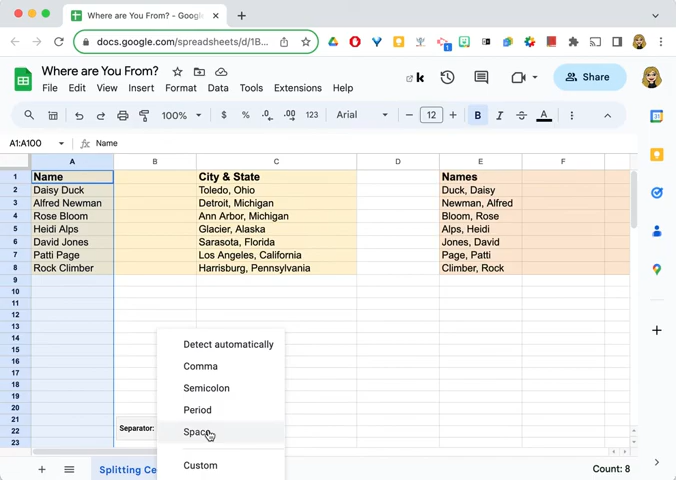 Where are You From? - Google
docs.google.com/spreadsheets/d/1B...
Where are You From?
File Edit View Insert Format Data Tools Extensions Help
k
Share
100% $ % .0 .00 123 Arial 12 B A
A1:A100 fx Name
A B C D E F
1 Name City & State Names
2 Daisy Duck Toledo, Ohio Duck, Daisy
3 Alfred Newman Detroit, Michigan Newman, Alfred
4 Rose Bloom Ann Arbor, Michigan Bloom, Rose
5 Heidi Alps Glacier, Alaska Alps, Heidi
6 David Jones Sarasota, Florida Jones, David
7 Patti Page Los Angeles, California Page, Patti
8 Rock Climber Harrisburg, Pennsylvania Climber, Rock
9
10
11
12
13
14
15
16
17
18
19
20
21
22
23
Detect automatically
Comma
Semicolon
Period
Separator:
Space
Custom
Splitting Ce
Count: 8